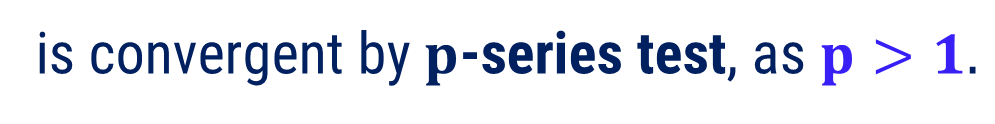 is convergent by p-series test, as p > 1.